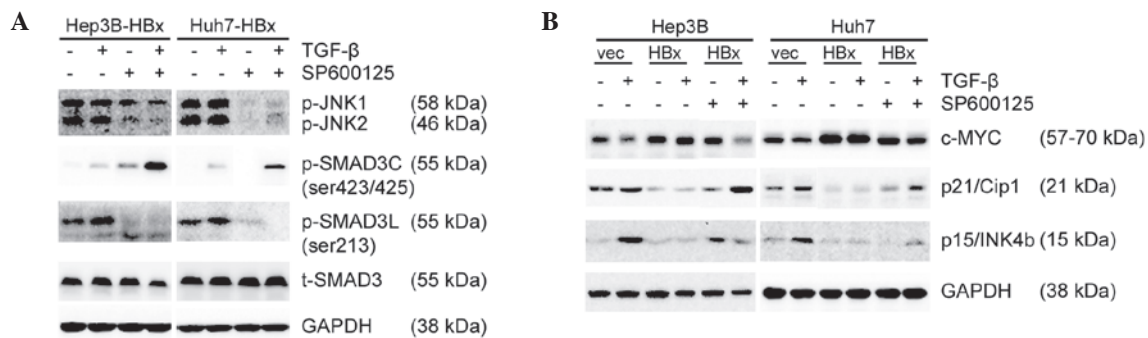 A
Hep3B-HBx Huh7-HBx
- + - + - + - + TGF-β
- - + + - - + + SP600125
p-JNK1 (58 kDa)
p-JNK2 (46 kDa)
p-SMAD3C (55 kDa)
(ser423/425)
p-SMAD3L (55 kDa)
(ser213)
t-SMAD3 (55 kDa)
GAPDH (38 kDa)
B
Hep3B Huh7
vec HBx HBx vec HBx HBx
- + - + - + - + - + - + TGF-β
- - - - + + - - - - + + SP600125
c-MYC (57-70 kDa)
p21/Cip1 (21 kDa)
p15/INK4b (15 kDa)
GAPDH (38 kDa)